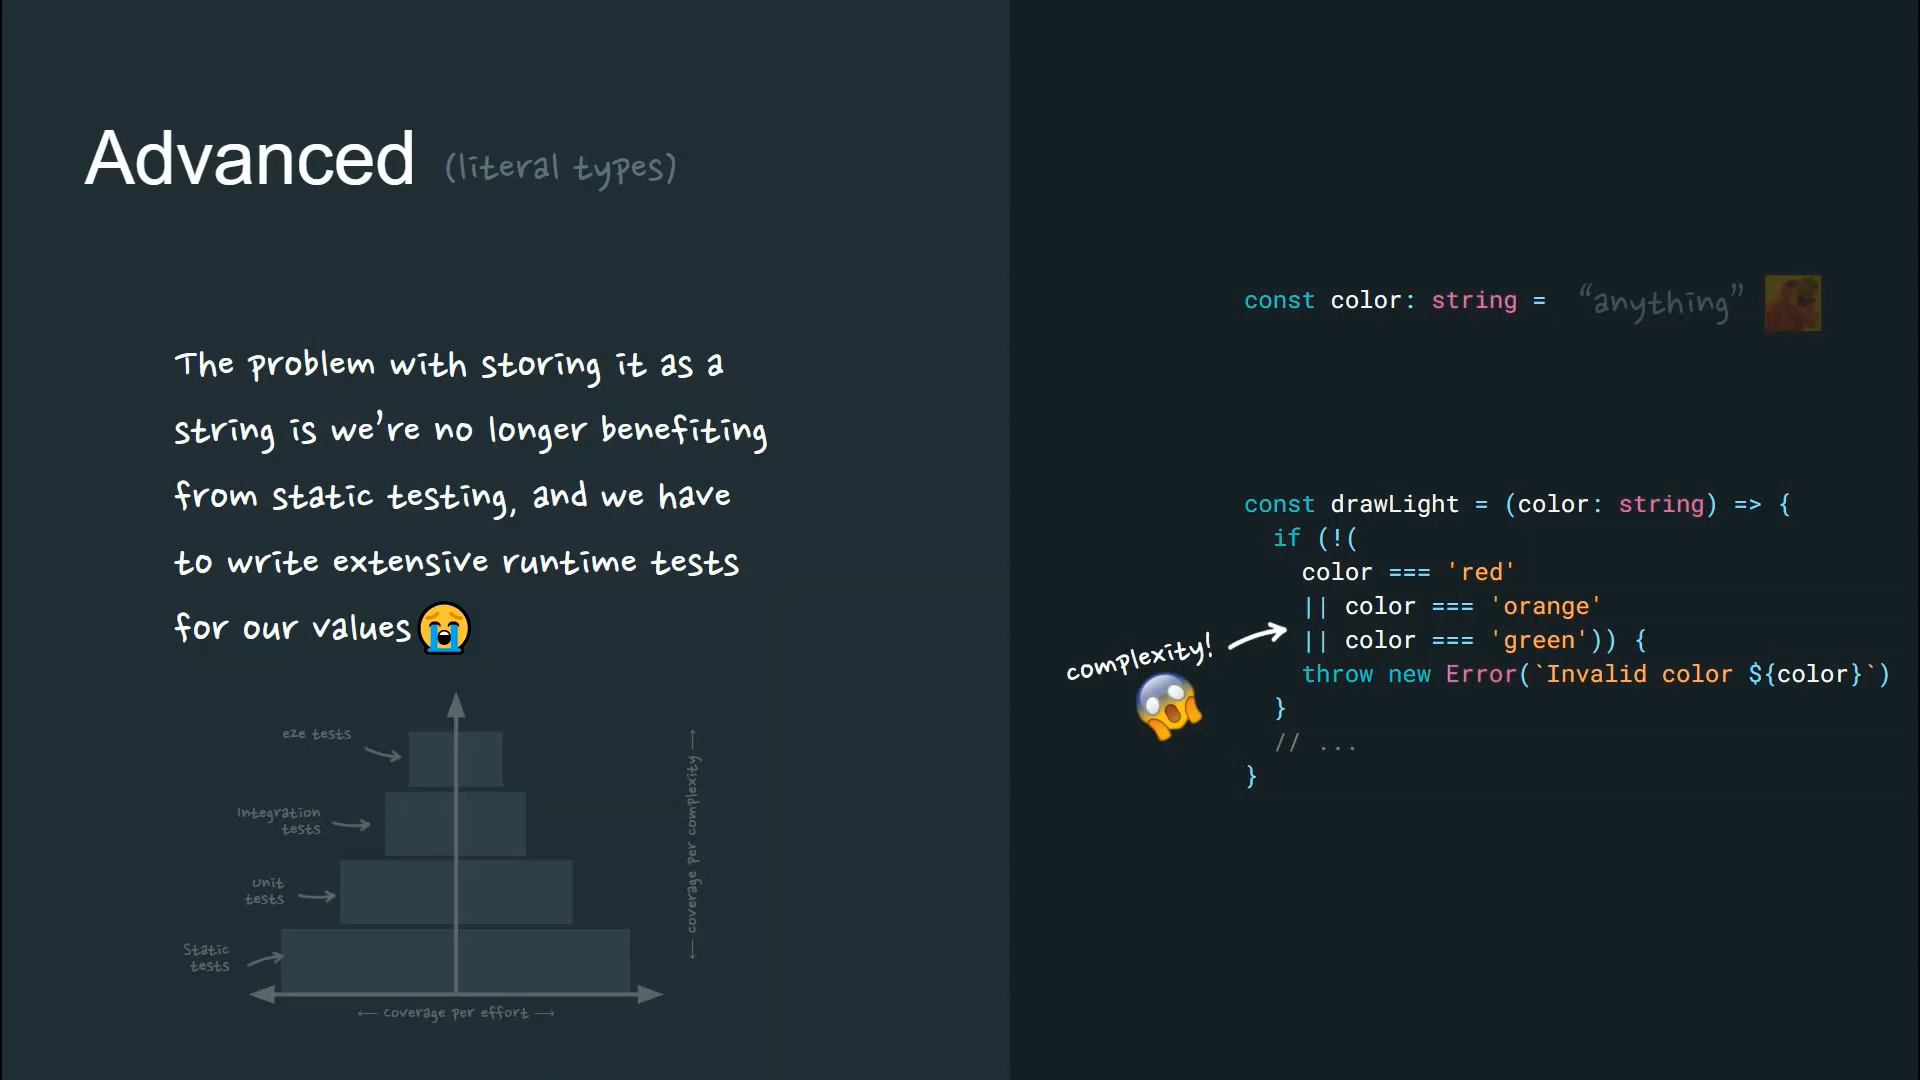 Advanced (literal types)
The problem with storing it as a
string is we're no longer benefiting
from static testing, and we have
to write extensive runtime tests
for our values😭
e2e tests
Integration
tests
Unit
tests
Static
tests
⟵ coverage per effort ⟶
⟵ coverage per complexity ⟶
const color: string = “anything”
const drawLight = (color: string) => {
  if (!(
    color === 'red'
    || color === 'orange'
    || color === 'green')) {
    throw new Error(`Invalid color ${color}`)
  }
  // ...
}
complexity!